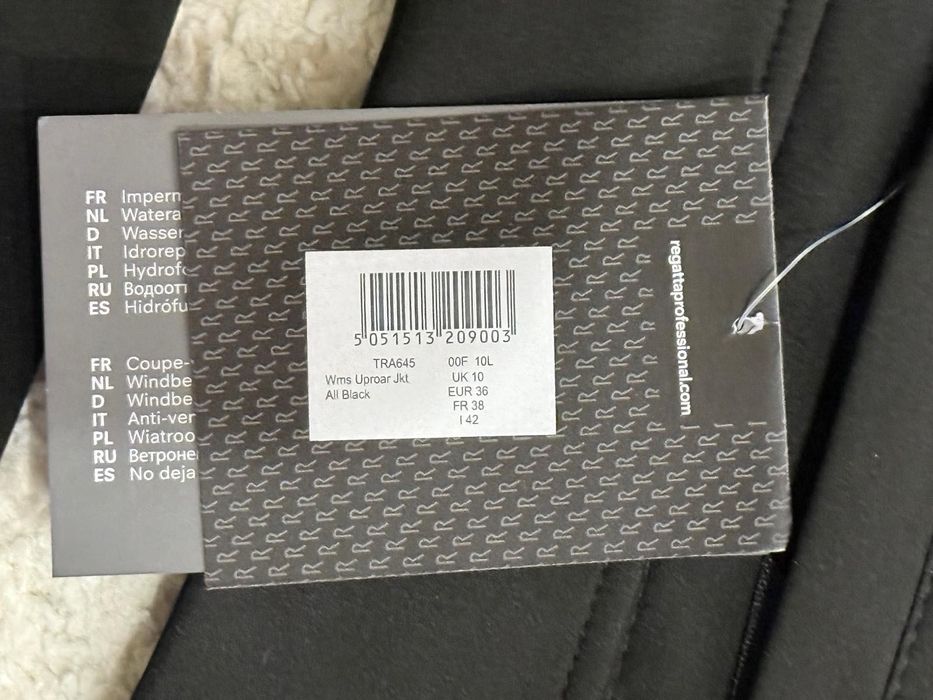 FR Imperm
NL Watera
D Wasser
IT Idrorep
PL Hydrofo
RU Водоотт
ES Hidrófu
FR Coupe-
NL Windbe
D Windbe
IT Anti-ver
PL Wiatroo
RU Ветроне
ES No deja
5 051513 209003
TRA645 00F 10L
Wms Uproar Jkt UK 10
All Black EUR 36
FR 38
I 42
regattaprofessional.com